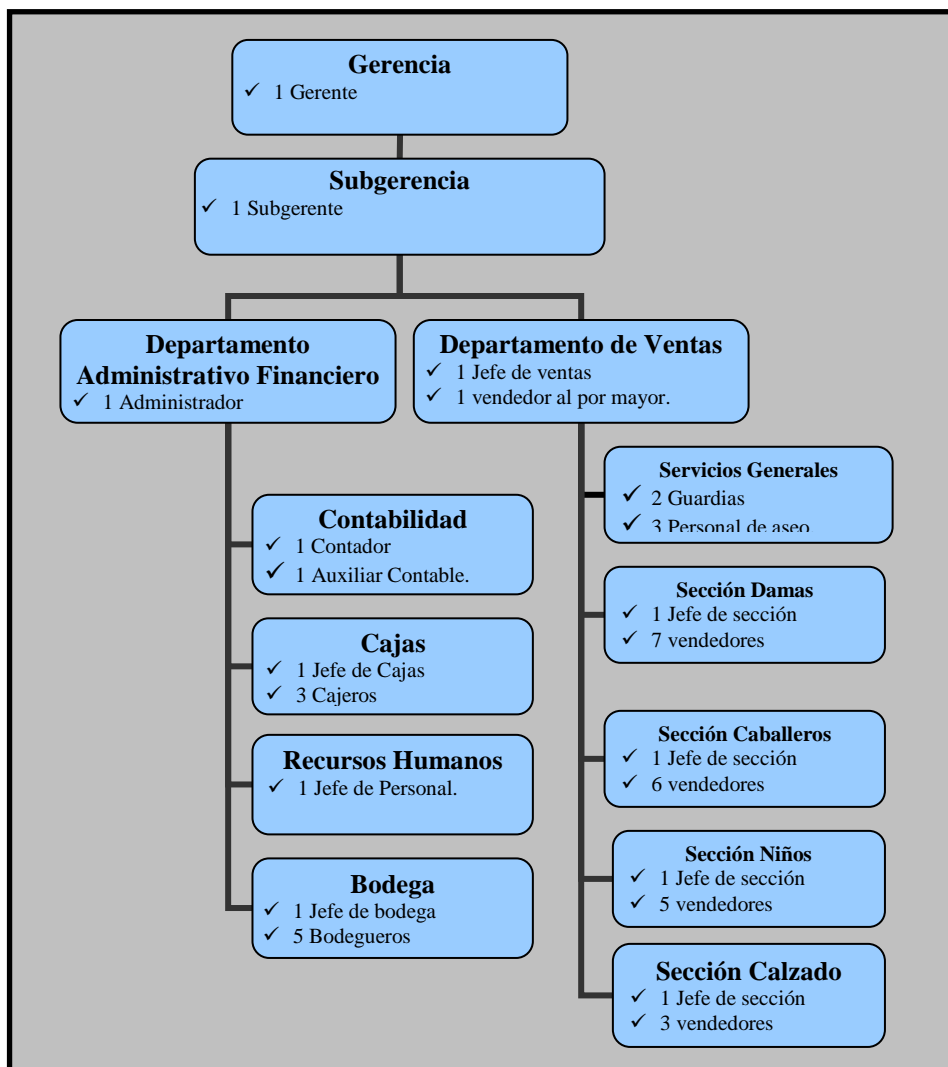 Gerencia
✓ 1 Gerente
Subgerencia
✓ 1 Subgerente
Departamento
Administrativo Financiero
✓ 1 Administrador
Departamento de Ventas
✓ 1 Jefe de ventas
✓ 1 vendedor al por mayor.
Contabilidad
✓ 1 Contador
✓ 1 Auxiliar Contable.
Cajas
✓ 1 Jefe de Cajas
✓ 3 Cajeros
Recursos Humanos
✓ 1 Jefe de Personal.
Bodega
✓ 1 Jefe de bodega
✓ 5 Bodegueros
Servicios Generales
✓ 2 Guardias
✓ 3 Personal de aseo
Sección Damas
✓ 1 Jefe de sección
✓ 7 vendedores
Sección Caballeros
✓ 1 Jefe de sección
✓ 6 vendedores
Sección Niños
✓ 1 Jefe de sección
✓ 5 vendedores
Sección Calzado
✓ 1 Jefe de sección
✓ 3 vendedores